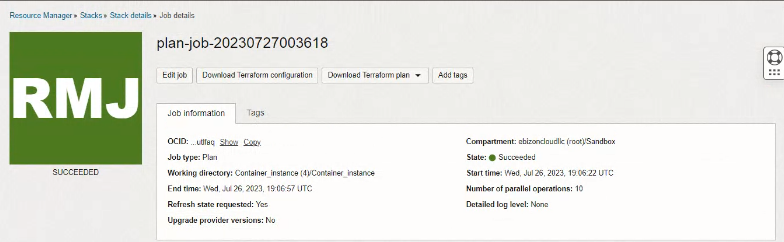 Resource Manager » Stacks » Stack details » Job details
RMJ
SUCCEEDED
plan-job-20230727003618
Edit job Download Terraform configuration Download Terraform plan Add tags
Job information Tags
OCID: ...utlfaq Show Copy
Job type: Plan
Working directory: Container_instance (4)/Container_instance
End time: Wed, Jul 26, 2023, 19:06:57 UTC
Refresh state requested: Yes
Upgrade provider versions: No
Compartment: ebizoncloudllc (root)/Sandbox
State: Succeeded
Start time: Wed, Jul 26, 2023, 19:06:22 UTC
Number of parallel operations: 10
Detailed log level: None